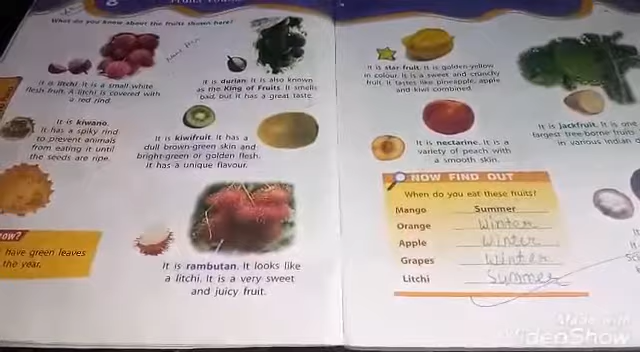 What do you know about the fruits shown here?
It is litchi. It is a small white
flesh fruit. A litchi is covered with
a red rind.
It is durian. It is also known
as the King of Fruits. It smells
bad, but it has a great taste.
It is kiwano.
It has a spiky rind
to prevent animals
from eating it until
the seeds are ripe.
It is kiwifruit. It has a
dull brown-green skin and
bright-green or golden flesh.
It has a unique flavour.
OW?
have green leaves
the year.
It is rambutan. It looks like
a litchi. It is a very sweet
and juicy fruit.
It is star fruit. It is golden-yellow
in colour. It is a sweet and crunchy
fruit. It tastes like pineapple, apple
and kiwi combined.
It is nectarine. It is a
variety of peach with
a smooth skin.
It is jackfruit. It is one
largest tree-borne fruits
in various Indian
NOW FIND OUT
When do you eat these fruits?
Mango Summer
Orange Winter
Apple Winter
Grapes Winter
Litchi Summer
Made with
VideoShow